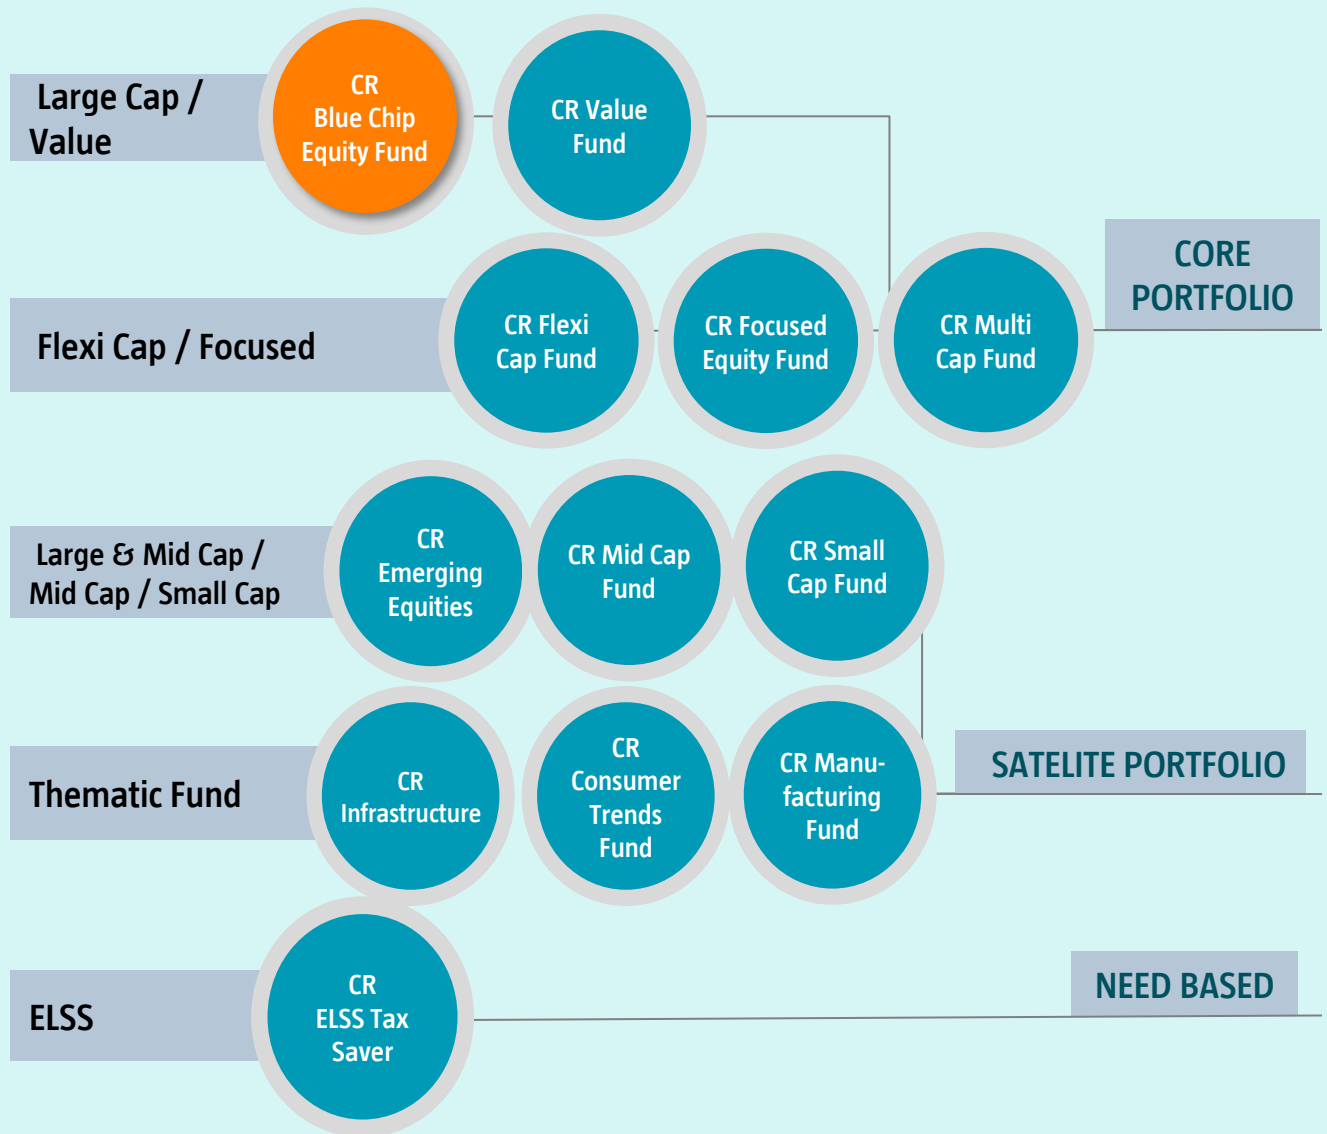 Large Cap /
Value
CR
Blue Chip
Equity Fund
CR Value
Fund
Flexi Cap / Focused
CR Flexi
Cap Fund
CR Focused
Equity Fund
CR Multi
Cap Fund
CORE
PORTFOLIO
Large & Mid Cap /
Mid Cap / Small Cap
CR
Emerging
Equities
CR Mid Cap
Fund
CR Small
Cap Fund
Thematic Fund
CR
Infrastructure
CR
Consumer
Trends
Fund
CR Manu-
facturing
Fund
SATELITE PORTFOLIO
ELSS
CR
ELSS Tax
Saver
NEED BASED